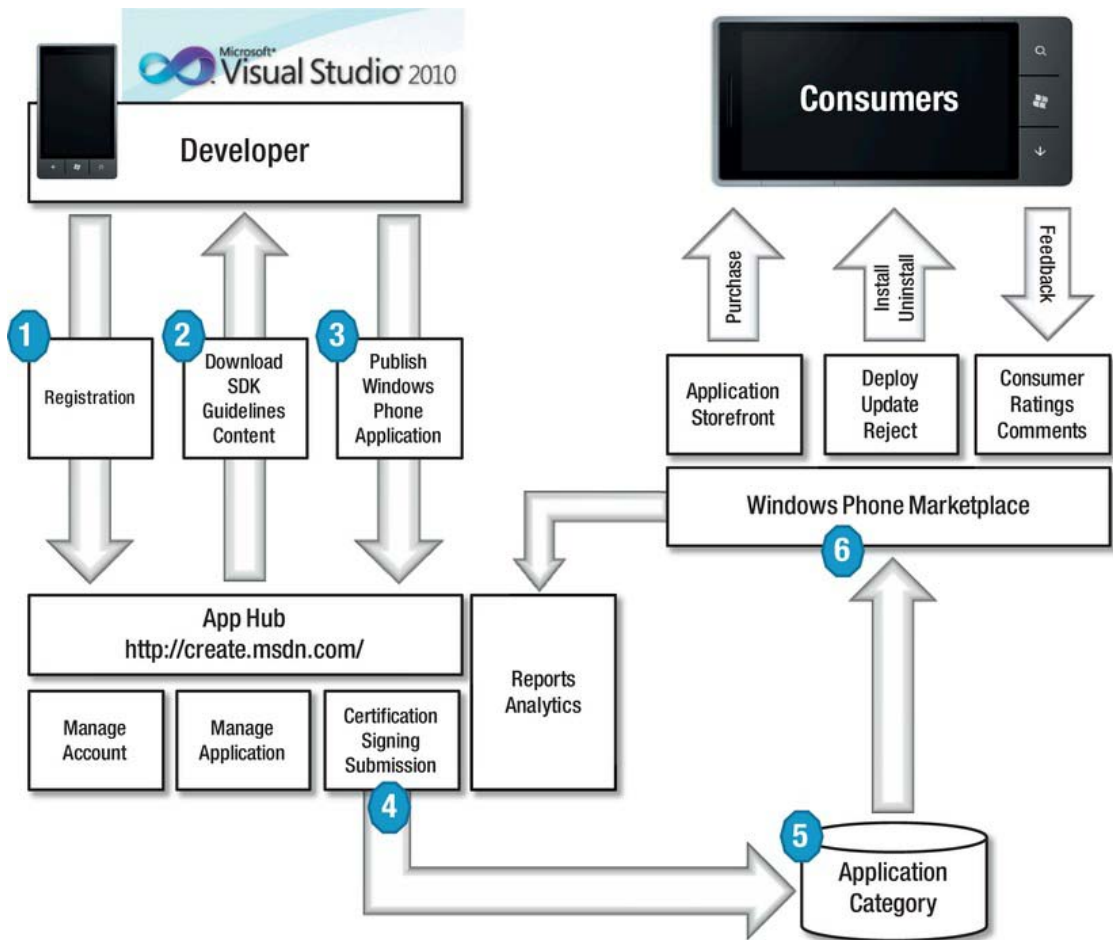 Microsoft®
Visual Studio® 2010
Developer
Consumers
1
Registration
2
Download
SDK
Guidelines
Content
3
Publish
Windows
Phone
Application
Purchase
Install
Uninstall
Feedback
Application
Storefront
Deploy
Update
Reject
Consumer
Ratings
Comments
Windows Phone Marketplace
6
App Hub
http://create.msdn.com/
Reports
Analytics
Manage
Account
Manage
Application
Certification
Signing
Submission
4
5
Application
Category